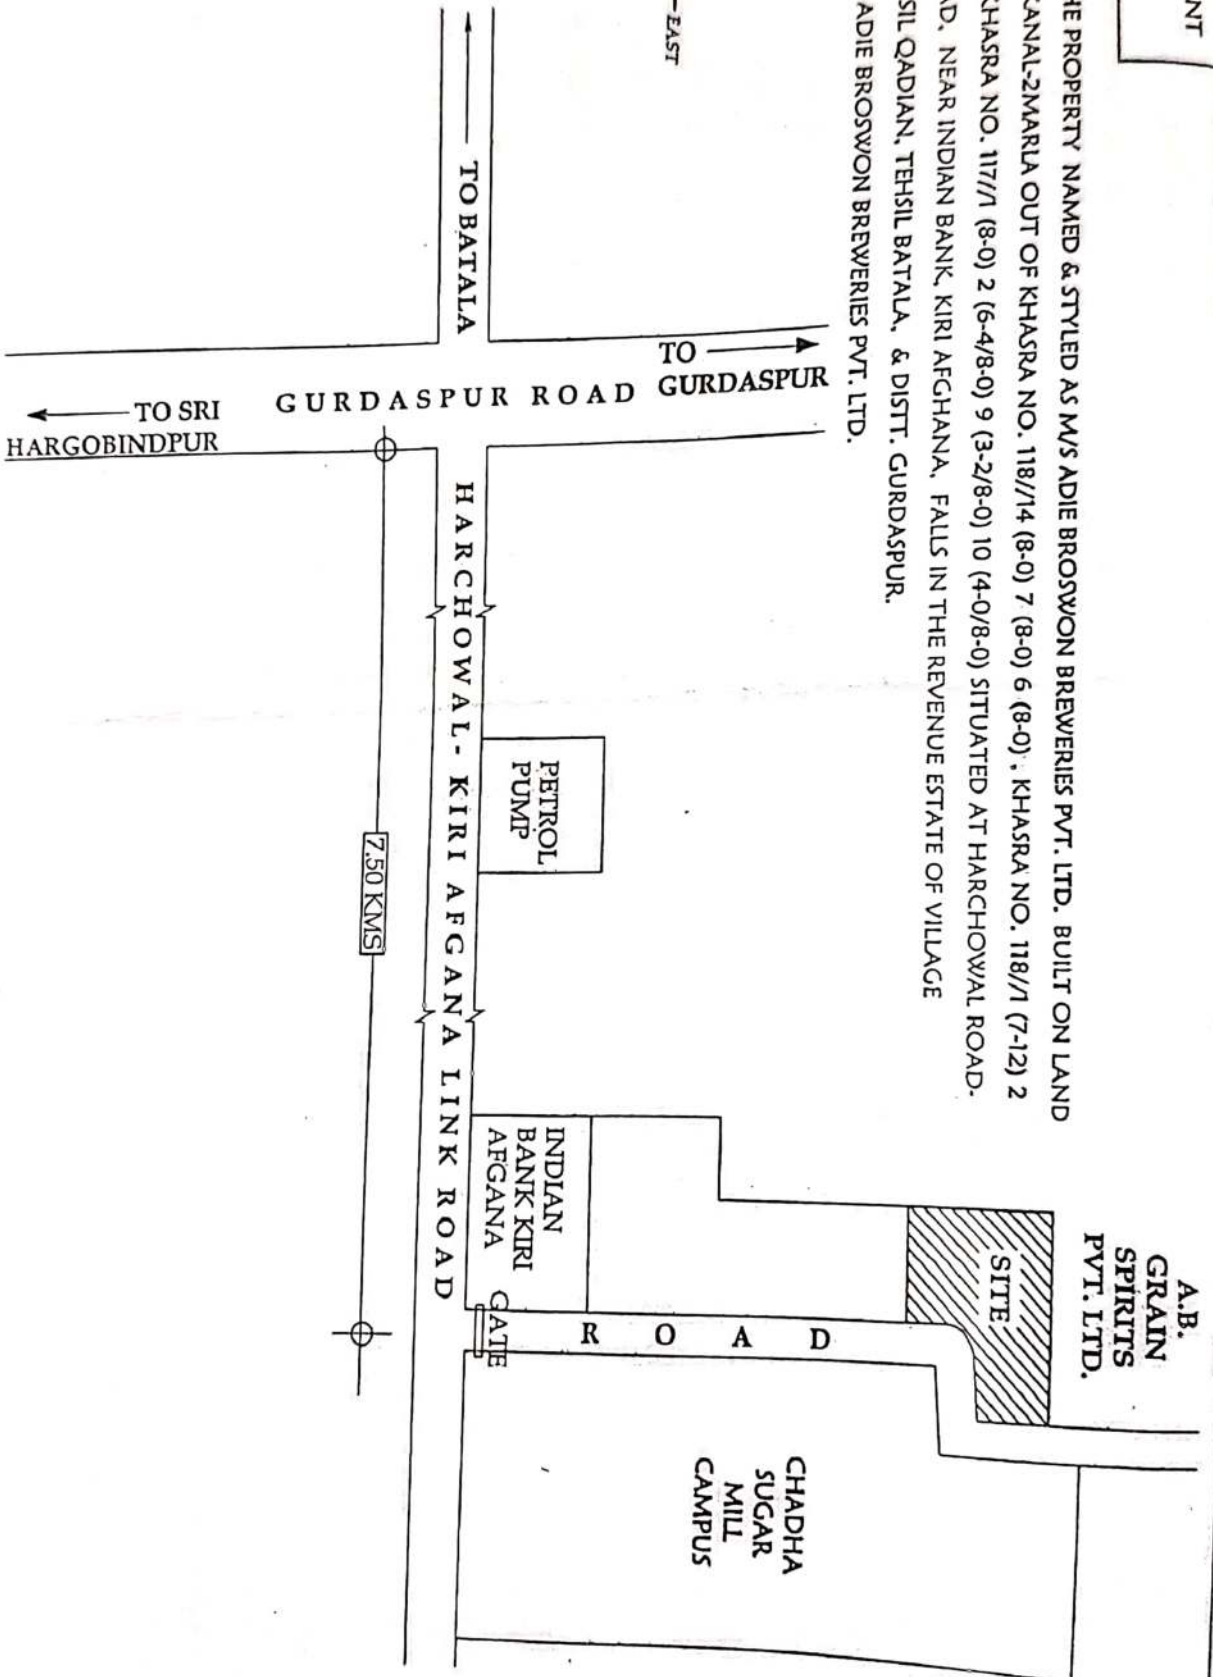 NT
HE PROPERTY NAMED & STYLED AS M/S ADIE BROSWON BREWERIES PVT. LTD. BUILT ON LAND
KANAL-2MARLA OUT OF KHASRA NO. 118//14 (8-0) 7 (8-0) 6 (8-0), KHASRA NO. 118//1 (7-12) 2
KHASRA NO. 117//1 (8-0) 2 (6-4/8-0) 9 (3-2/8-0) 10 (4-0/8-0) SITUATED AT HARCHOWAL ROAD-
AD, NEAR INDIAN BANK, KIRI AFGHANA, FALLS IN THE REVENUE ESTATE OF VILLAGE
SIL QADIAN, TEHSIL BATALA, & DISTT. GURDASPUR.
ADIE BROSWON BREWERIES PVT. LTD.
EAST
A.B.
GRAIN
SPIRITS
PVT. LTD.
SITE
TO
GURDASPUR
GURDASPUR ROAD
TO SRI
HARGOBINDPUR
TO BATALA
PETROL
PUMP
INDIAN
BANK KIRI
AFGANA
GATE
ROAD
CHADHA
SUGAR
MILL
CAMPUS
HARCHOWAL- KIRI AFGANA LINK ROAD
7.50 KMS